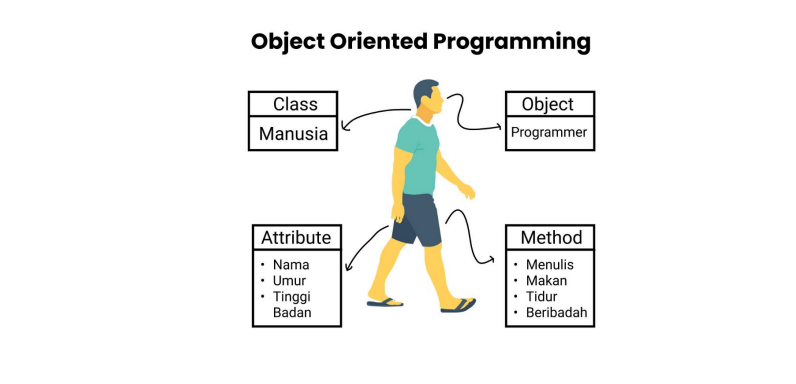 Object Oriented Programming
Class
Manusia
Object
Programmer
Attribute
• Nama
• Umur
• Tinggi
Badan
Method
• Menulis
• Makan
• Tidur
• Beribadah